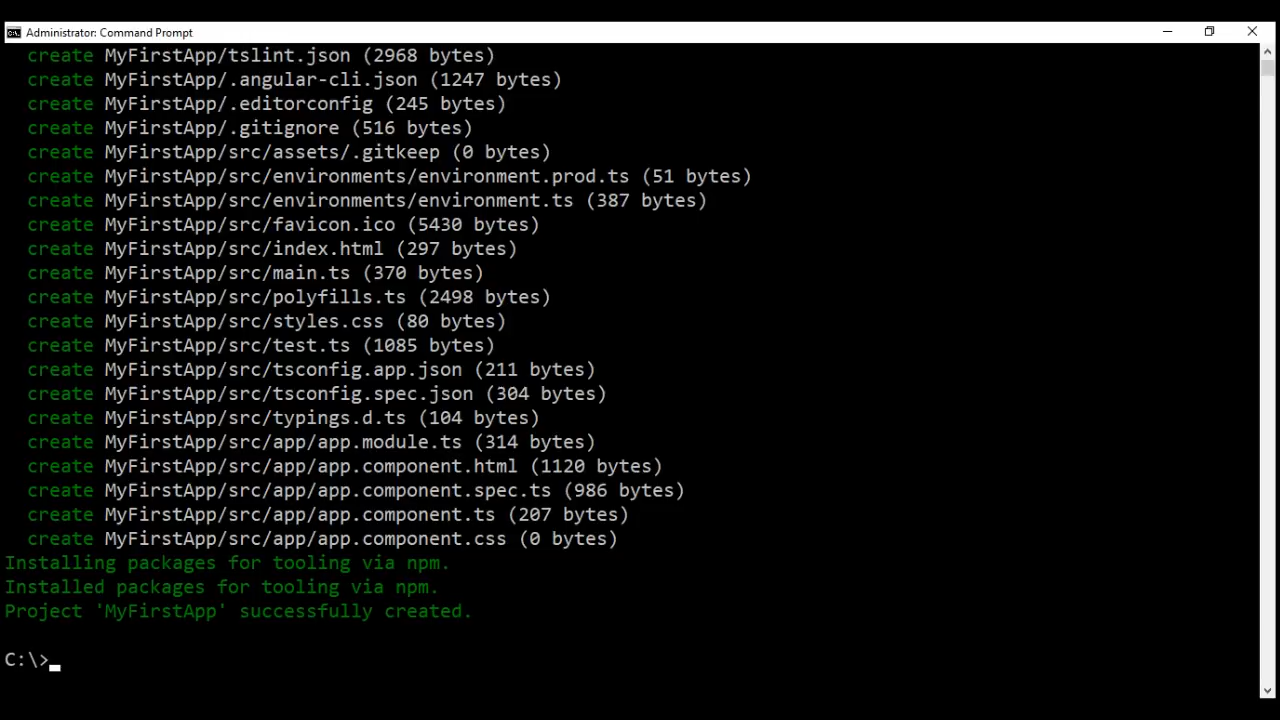 Administrator: Command Prompt
create MyFirstApp/tslint.json (2968 bytes)
create MyFirstApp/.angular-cli.json (1247 bytes)
create MyFirstApp/.editorconfig (245 bytes)
create MyFirstApp/.gitignore (516 bytes)
create MyFirstApp/src/assets/.gitkeep (0 bytes)
create MyFirstApp/src/environments/environment.prod.ts (51 bytes)
create MyFirstApp/src/environments/environment.ts (387 bytes)
create MyFirstApp/src/favicon.ico (5430 bytes)
create MyFirstApp/src/index.html (297 bytes)
create MyFirstApp/src/main.ts (370 bytes)
create MyFirstApp/src/polyfills.ts (2498 bytes)
create MyFirstApp/src/styles.css (80 bytes)
create MyFirstApp/src/test.ts (1085 bytes)
create MyFirstApp/src/tsconfig.app.json (211 bytes)
create MyFirstApp/src/tsconfig.spec.json (304 bytes)
create MyFirstApp/src/typings.d.ts (104 bytes)
create MyFirstApp/src/app/app.module.ts (314 bytes)
create MyFirstApp/src/app/app.component.html (1120 bytes)
create MyFirstApp/src/app/app.component.spec.ts (986 bytes)
create MyFirstApp/src/app/app.component.ts (207 bytes)
create MyFirstApp/src/app/app.component.css (0 bytes)
Installing packages for tooling via npm.
Installed packages for tooling via npm.
Project 'MyFirstApp' successfully created.
C:\>